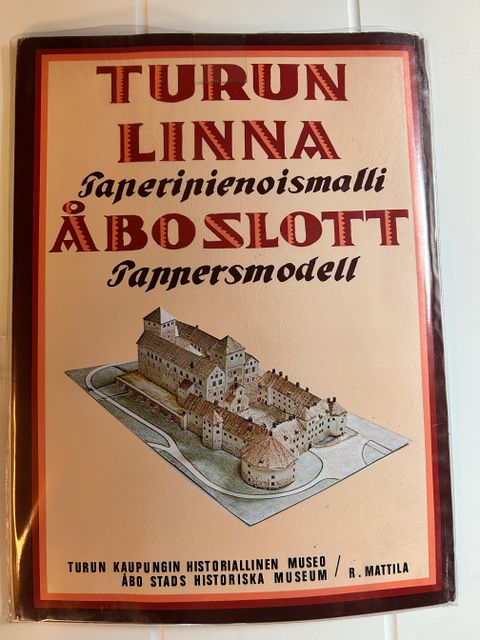 TURUN
LINNA
Paperipienoismalli
ÅBO SLOTT
Pappersmodell
TURUN KAUPUNGIN HISTORIALLINEN MUSEO /
ÅBO STADS HISTORISKA MUSEUM / R. MATTILA